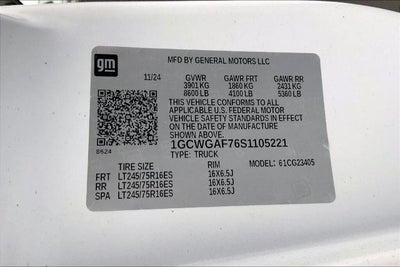 gm
MFD BY GENERAL MOTORS LLC
11/24 GVWR GAWR FRT GAWR RR
3901 KG 1860 KG 2431 KG
8600 LB 4100 LB 5360 LB
THIS VEHICLE CONFORMS TO ALL
APPLICABLE U.S. FEDERAL MOTOR
VEHICLE SAFETY STANDARDS IN EFFECT
ON THE DATE OF MANUFACTURE
SHOWN ABOVE.
1GCWGAF76S1105221
8624
TYPE: TRUCK
MODEL: 61CG23405
TIRE SIZE RIM
FRT LT245/75R16ES 16X6.5J
RR LT245/75R16ES 16X6.5J
SPA LT245/75R16ES 16X6.5J